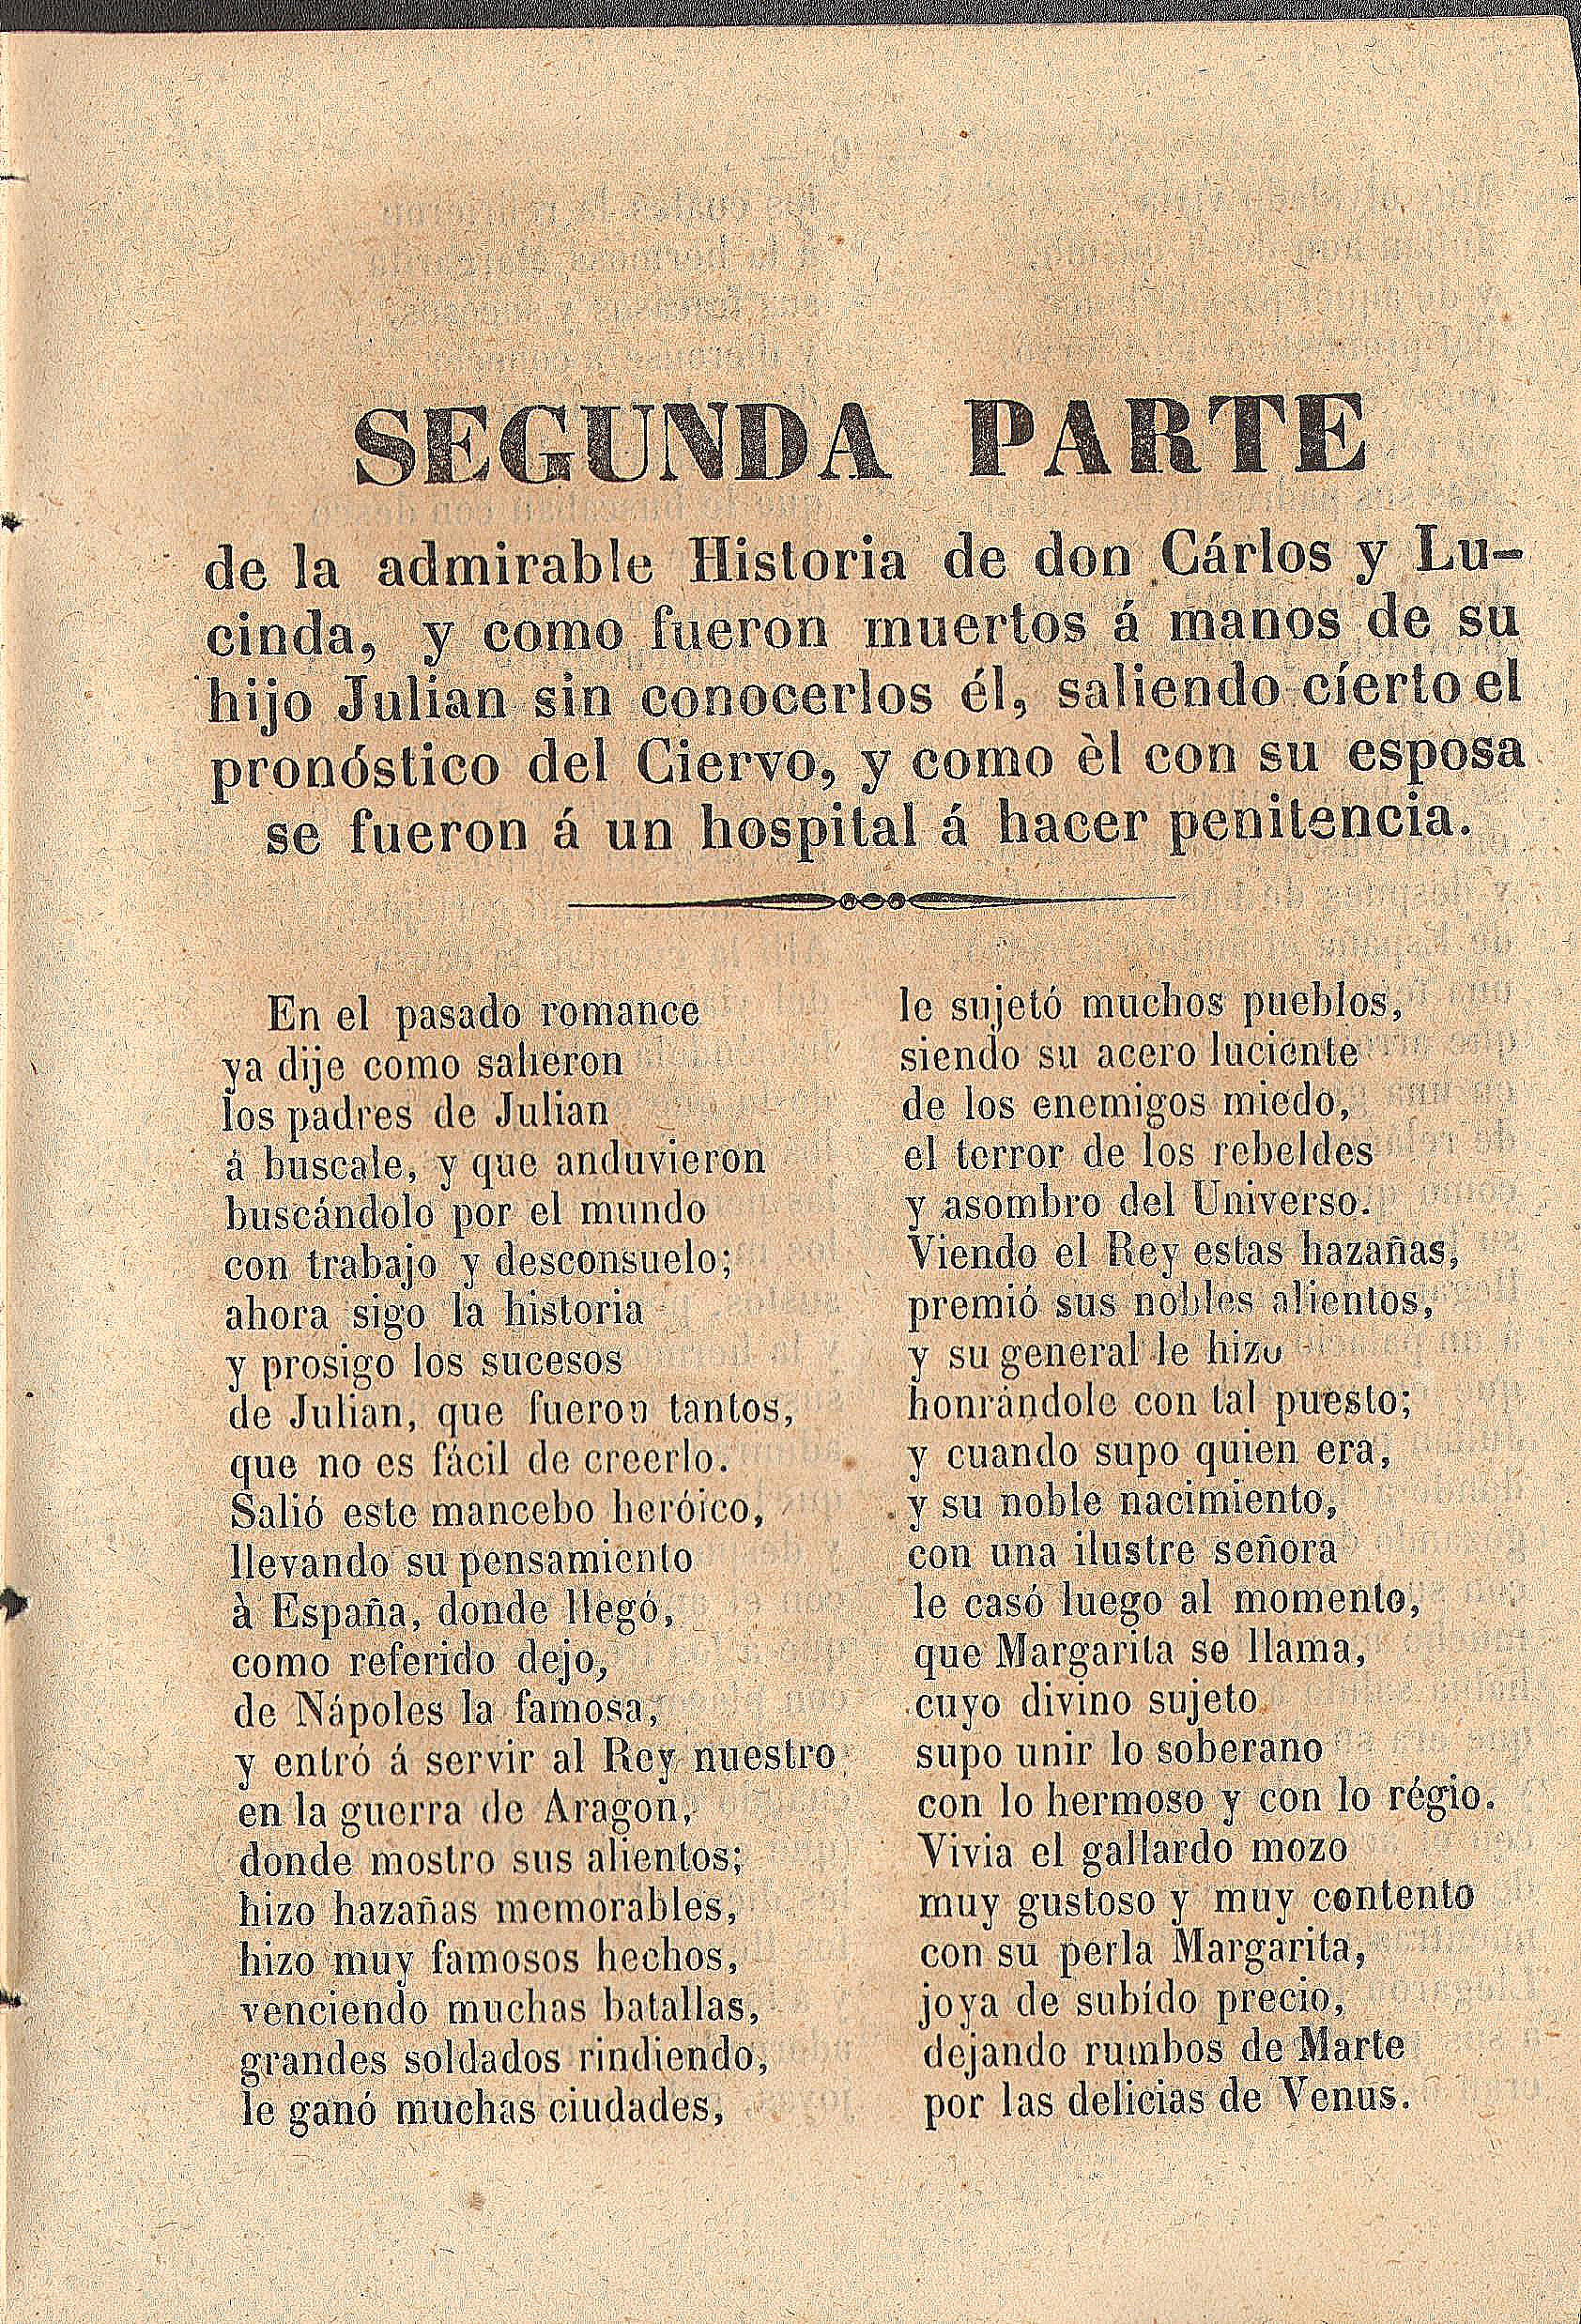 SEGUNDA PARTE
de la admirable Historia de don Cárlos y Lu-
cinda, y como fueron muertos á manos de su
hijo Julian sin conocerlos él, saliendo cíerto el
pronóstico del Ciervo, y como èl con su esposa
se fueron á un hospital á hacer penitencia.
En el pasado romance
ya dije como salieron
los padres de Julian
á buscale, y que anduvieron
buscándolo por el mundo
con trabajo y desconsuelo;
ahora sigo la historia
y prosigo los sucesos
de Julian, que fueron tantos,
que no es fácil de creerlo.
Salió este mancebo heróico,
llevando su pensamiento
à España, donde llegó,
como referido dejo,
de Nápoles la famosa,
y entró á servir al Rey nuestro
en la guerra de Aragon,
donde mostro sus alientos;
hizo hazañas memorables,
hizo muy famosos hechos,
venciendo muchas batallas,
grandes soldados rindiendo,
le ganó muchas ciudades,
le sujetó muchos pueblos,
siendo su acero luciente
de los enemigos miedo,
el terror de los rebeldes
y asombro del Universo.
Viendo el Rey estas hazañas,
premió sus nobles alientos,
y su general le hizo
honrándole con tal puesto;
y cuando supo quien era,
y su noble nacimiento,
con una ilustre señora
le casó luego al momento,
que Margarita se llama,
cuyo divino sujeto
supo unir lo soberano
con lo hermoso y con lo régio.
Vivia el gallardo mozo
muy gustoso y muy contento
con su perla Margarita,
joya de subído precio,
dejando rumbos de Marte
por las delicias de Venus.